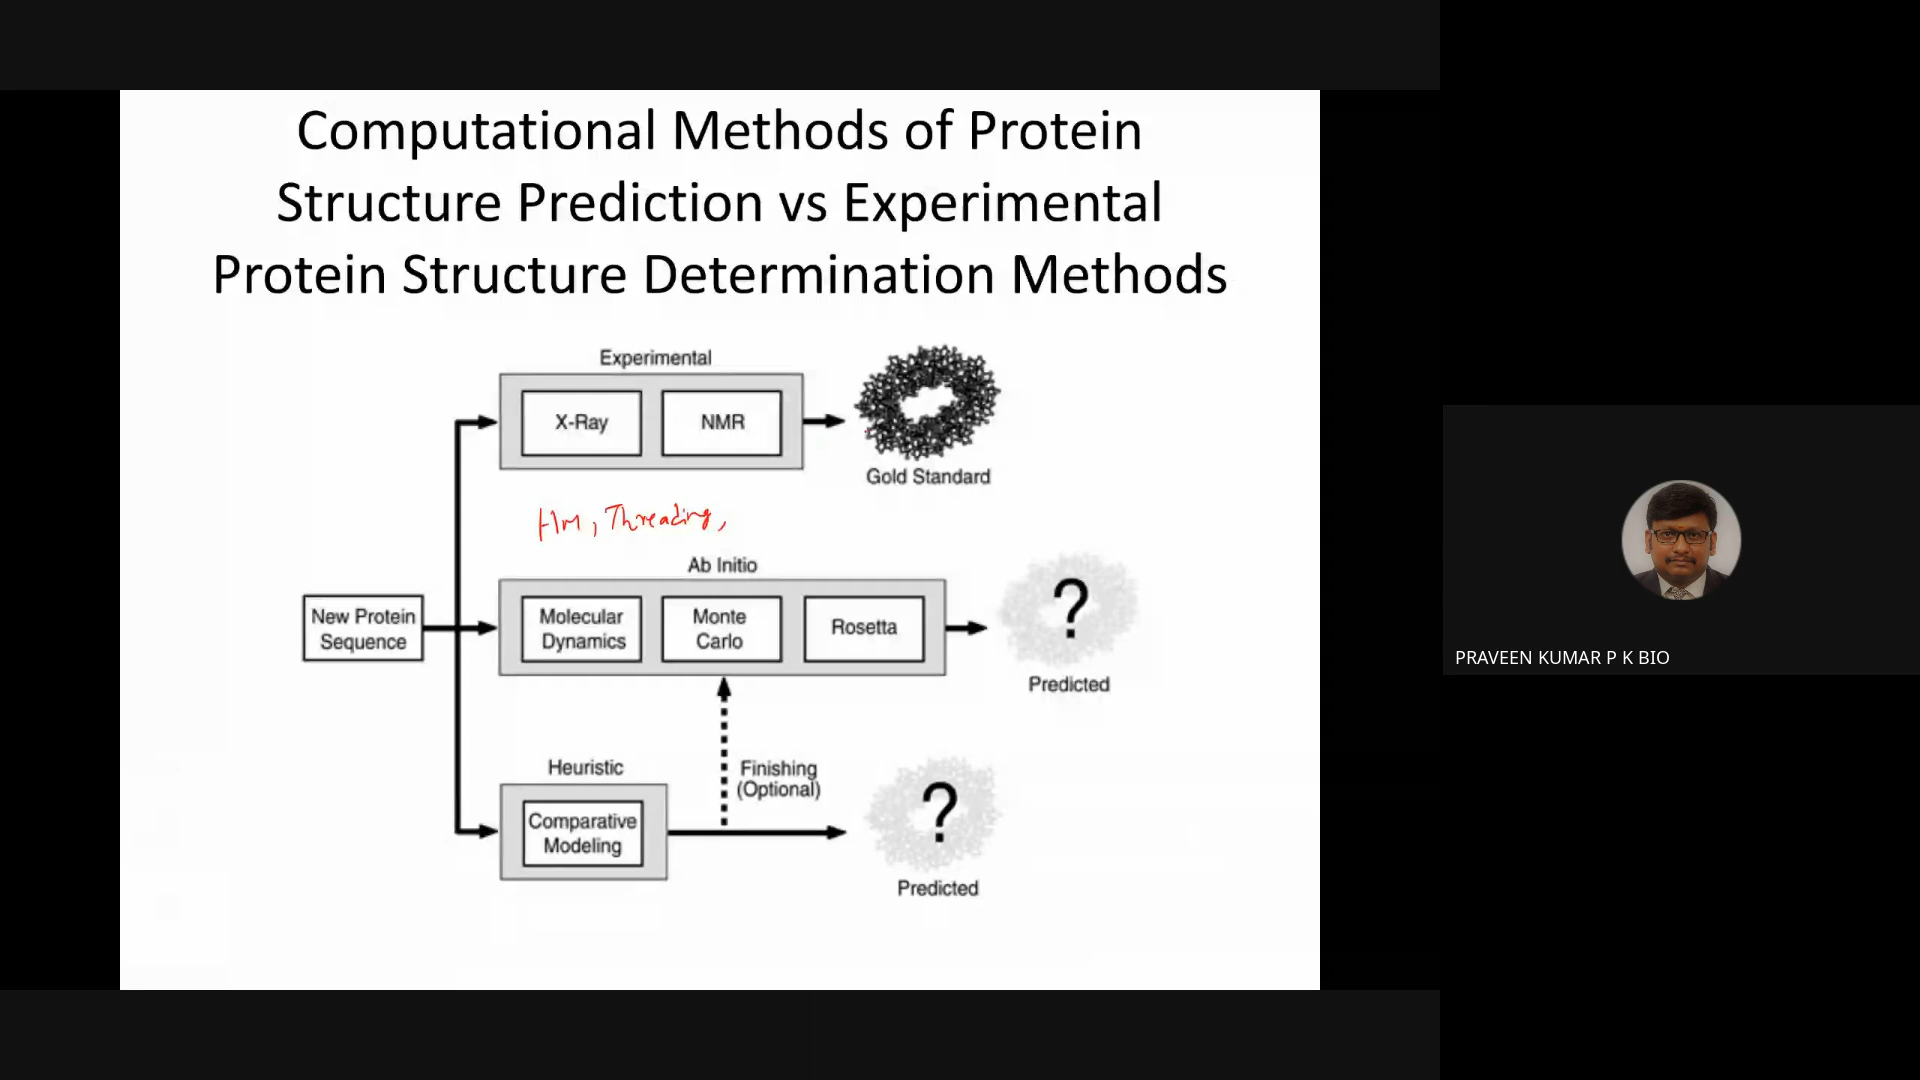 Computational Methods of Protein
Structure Prediction vs Experimental
Protein Structure Determination Methods
Experimental
X-Ray
NMR
Gold Standard
HM, Threading,
Ab Initio
New Protein
Sequence
Molecular
Dynamics
Monte
Carlo
Rosetta
?
Predicted
Heuristic
Finishing
(Optional)
Comparative
Modeling
?
Predicted
PRAVEEN KUMAR P K BIO